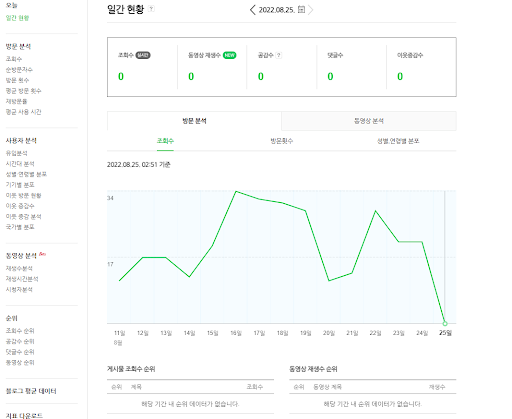 오늘
일간 현황
방문 분석
조회수
순방문자수
방문 횟수
평균 방문 횟수
재방문율
평균 사용 시간
사용자 분석
유입분석
시간대 분석
성별·연령별 분포
기기별 분포
이웃 방문 현황
이웃 증감수
이웃 증감 분석
국가별 분포
동영상 분석
재생수분석
재생시간분석
시청자분석
순위
조회수 순위
공감수 순위
댓글수 순위
동영상 순위
블로그 평균 데이터
지표 다운로드
일간 현황 ?
2022.08.25.
조회수 실시간
동영상 재생수 NEW
공감수 ?
댓글수
이웃증감수
0
0
0
0
0
방문 분석
동영상 분석
조회수
방문횟수
성별,연령별 분포
2022.08.25. 02:51 기준
34
17
11일
12일
13일
14일
15일
16일
17일
18일
19일
20일
21일
22일
23일
24일
25일
8월
게시물 조회수 순위
순위 제목 조회수
해당 기간 내 순위 데이터가 없습니다.
동영상 재생수 순위
순위 동영상 제목 재생수
해당 기간 내 순위 데이터가 없습니다.